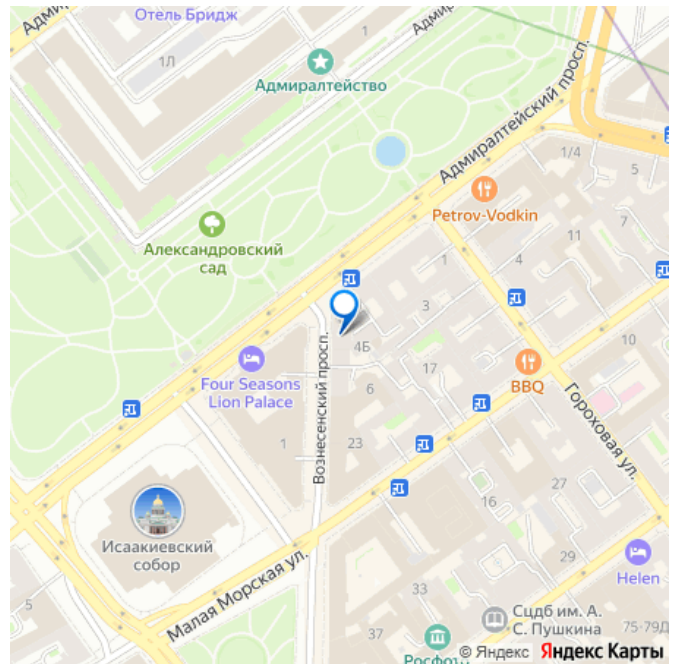 Отель Бридж
1
1Л
Адмиралтейство
Адмиралтейский просп.
1/4
5
Petrov-Vodkin
7
11
Александровский
сад
1
4
3
10
4Б
17
Four Seasons
Lion Palace
6
BBQ
Вознесенский просп.
Гороховая ул.
1
23
27
16
Исаакиевский
собор
29
Малая Морская ул.
Helen
5
33
Сцдб им. А.
С. Пушкина
37
75-79Д
© Яндекс Яндекс Карты